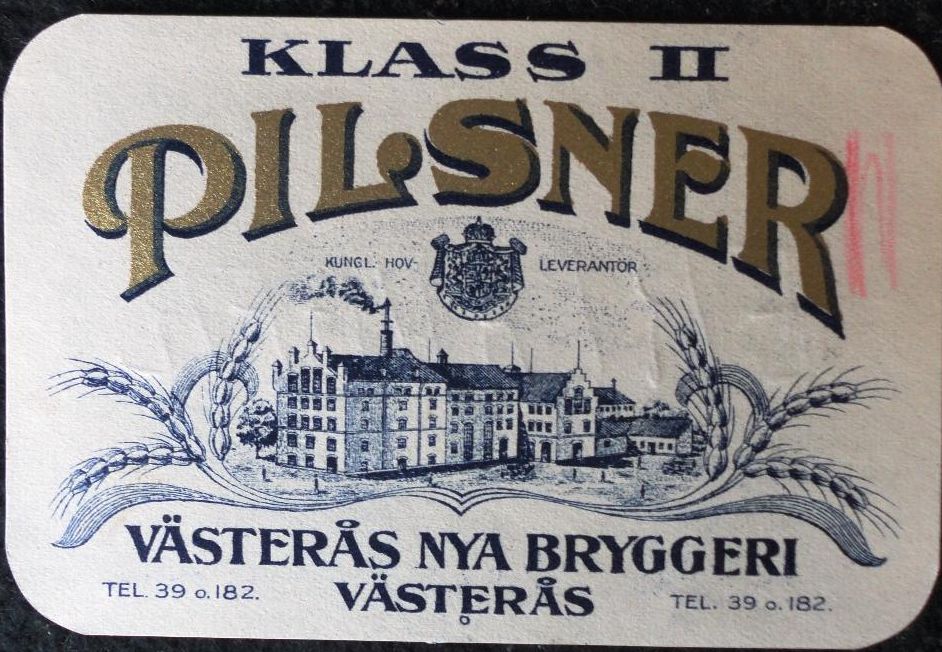 KLASS II
PILSNER
KUNGL. HOV- LEVERANTÖR
VÄSTERÅS NYA BRYGGERI
TEL. 39 o. 182. VÄSTERÅS TEL. 39 o. 182.